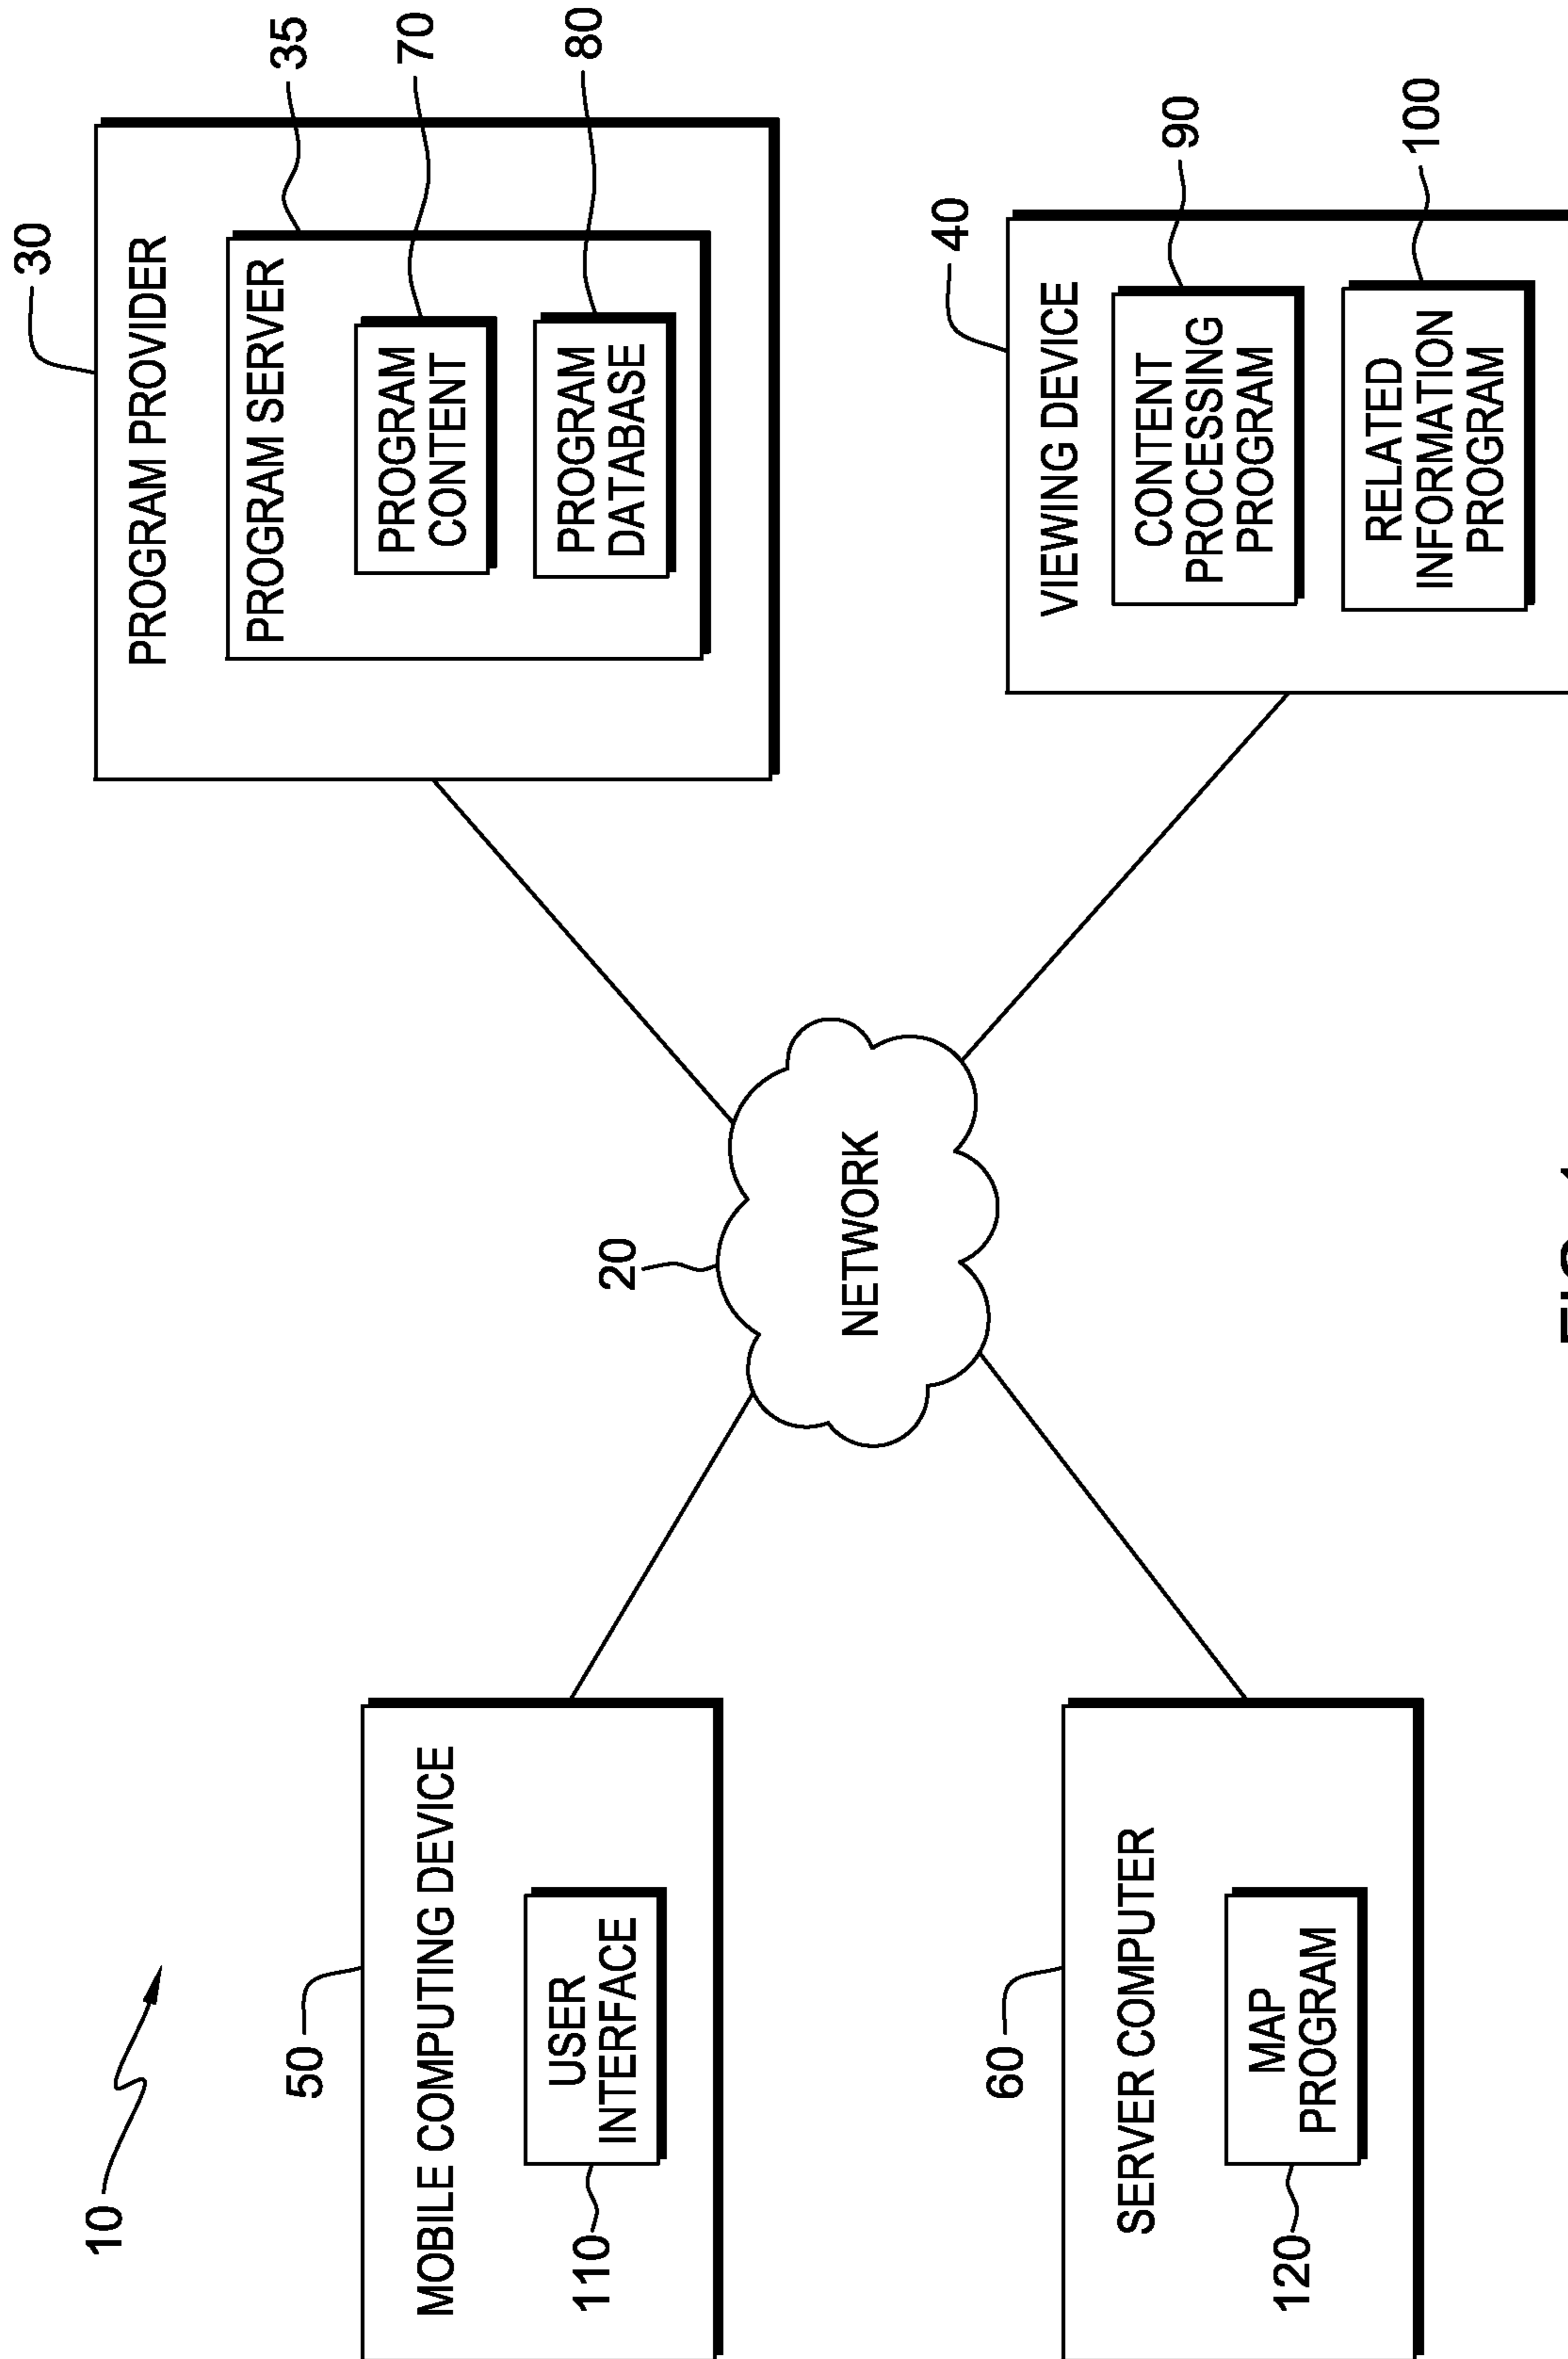 10
50
MOBILE COMPUTING DEVICE
USER
INTERFACE
110
60
SERVER COMPUTER
MAP
PROGRAM
120
20
NETWORK
30
PROGRAM PROVIDER
35
PROGRAM SERVER
70
PROGRAM
CONTENT
80
PROGRAM
DATABASE
40
VIEWING DEVICE
90
CONTENT
PROCESSING
PROGRAM
100
RELATED
INFORMATION
PROGRAM